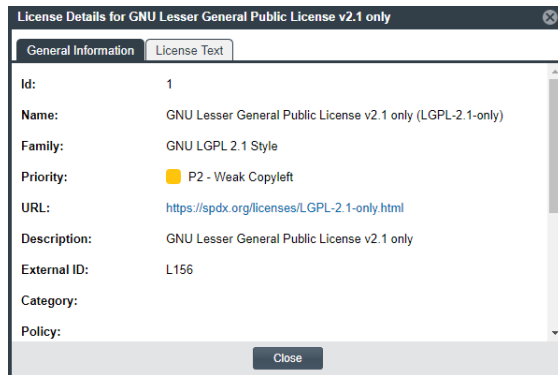 License Details for GNU Lesser General Public License v2.1 only
General Information
License Text
Id: 1
Name: GNU Lesser General Public License v2.1 only (LGPL-2.1-only)
Family: GNU LGPL 2.1 Style
Priority: P2 - Weak Copyleft
URL: https://spdx.org/licenses/LGPL-2.1-only.html
Description: GNU Lesser General Public License v2.1 only
External ID: L156
Category:
Policy:
Close